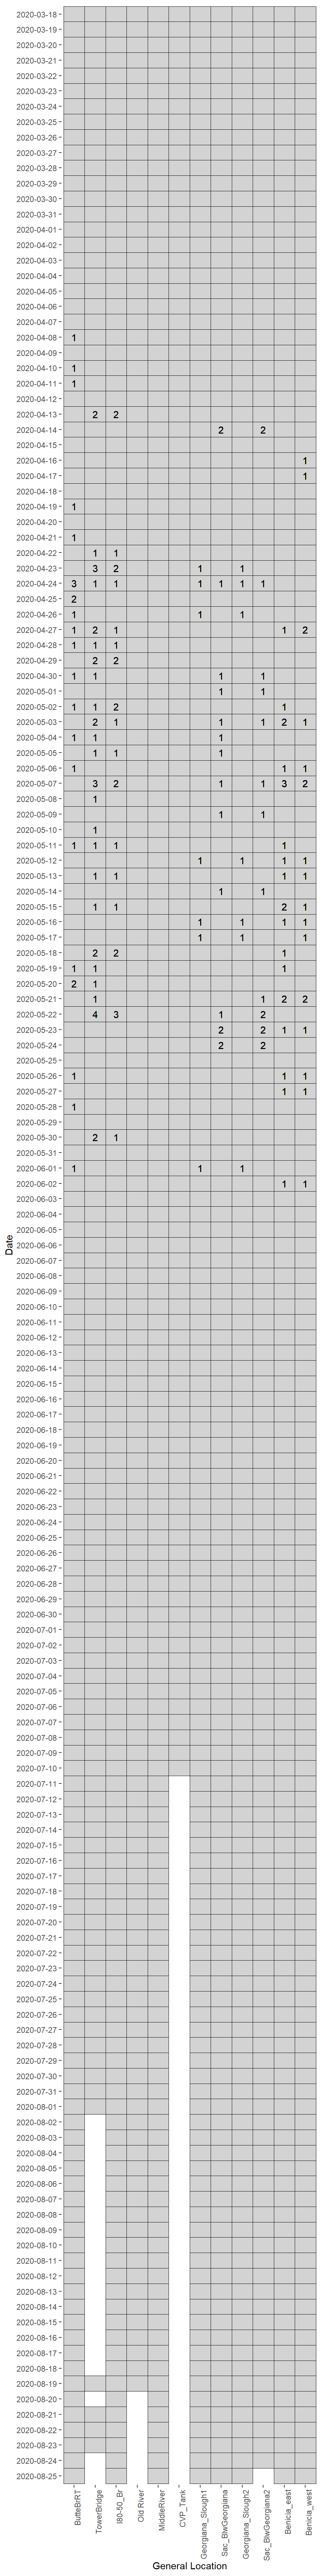 2020-03-18
2020-03-19
2020-03-20
2020-03-21
2020-03-22
2020-03-23
2020-03-24
2020-03-25
2020-03-26
2020-03-27
2020-03-28
2020-03-29
2020-03-30
2020-03-31
2020-04-01
2020-04-02
2020-04-03
2020-04-04
2020-04-05
2020-04-06
2020-04-07
2020-04-08 1
2020-04-09
2020-04-10 1
2020-04-11 1
2020-04-12
2020-04-13 2 2
2020-04-14 2 2
2020-04-15
2020-04-16 1
2020-04-17 1
2020-04-18
2020-04-19 1
2020-04-20
2020-04-21 1
2020-04-22 1 1
2020-04-23 3 2 1 1
2020-04-24 3 1 1 1 1 1 1
2020-04-25 2
2020-04-26 1 1 1
2020-04-27 1 2 1 1 2
2020-04-28 1 1 1
2020-04-29 2 2
2020-04-30 1 1 1 1
2020-05-01 1 1
2020-05-02 1 1 2 1
2020-05-03 2 1 1 1 2 1
2020-05-04 1 1 1
2020-05-05 1 1 1
2020-05-06 1 1 1
2020-05-07 3 2 1 1 3 2
2020-05-08 1
2020-05-09 1 1
2020-05-10 1
2020-05-11 1 1 1 1
2020-05-12 1 1 1 1
2020-05-13 1 1 1 1
2020-05-14 1 1
2020-05-15 1 1 2 1
2020-05-16 1 1 1 1
2020-05-17 1 1 1
2020-05-18 2 2 1
2020-05-19 1 1 1
2020-05-20 2 1
2020-05-21 1 1 2 2
2020-05-22 4 3 1 2
2020-05-23 2 2 1 1
2020-05-24 2 2
2020-05-25
2020-05-26 1 1 1
2020-05-27 1 1
2020-05-28 1
2020-05-29
2020-05-30 2 1
2020-05-31
2020-06-01 1 1 1
2020-06-02 1 1
2020-06-03
2020-06-04
2020-06-05
2020-06-06
2020-06-07
2020-06-08
2020-06-09
2020-06-10
2020-06-11
2020-06-12
2020-06-13
2020-06-14
2020-06-15
2020-06-16
2020-06-17
2020-06-18
2020-06-19
2020-06-20
2020-06-21
2020-06-22
2020-06-23
2020-06-24
2020-06-25
2020-06-26
2020-06-27
2020-06-28
2020-06-29
2020-06-30
2020-07-01
2020-07-02
2020-07-03
2020-07-04
2020-07-05
2020-07-06
2020-07-07
2020-07-08
2020-07-09
2020-07-10
2020-07-11
2020-07-12
2020-07-13
2020-07-14
2020-07-15
2020-07-16
2020-07-17
2020-07-18
2020-07-19
2020-07-20
2020-07-21
2020-07-22
2020-07-23
2020-07-24
2020-07-25
2020-07-26
2020-07-27
2020-07-28
2020-07-29
2020-07-30
2020-07-31
2020-08-01
2020-08-02
2020-08-03
2020-08-04
2020-08-05
2020-08-06
2020-08-07
2020-08-08
2020-08-09
2020-08-10
2020-08-11
2020-08-12
2020-08-13
2020-08-14
2020-08-15
2020-08-16
2020-08-17
2020-08-18
2020-08-19
2020-08-20
2020-08-21
2020-08-22
2020-08-23
2020-08-24
2020-08-25
Date
ButteBrRT
TowerBridge
I80-50_Br
Old River
MiddleRiver
CVP_Tank
Georgiana_Slough1
Sac_BlwGeorgiana
Georgiana_Slough2
Sac_BlwGeorgiana2
Benicia_east
Benicia_west
General Location